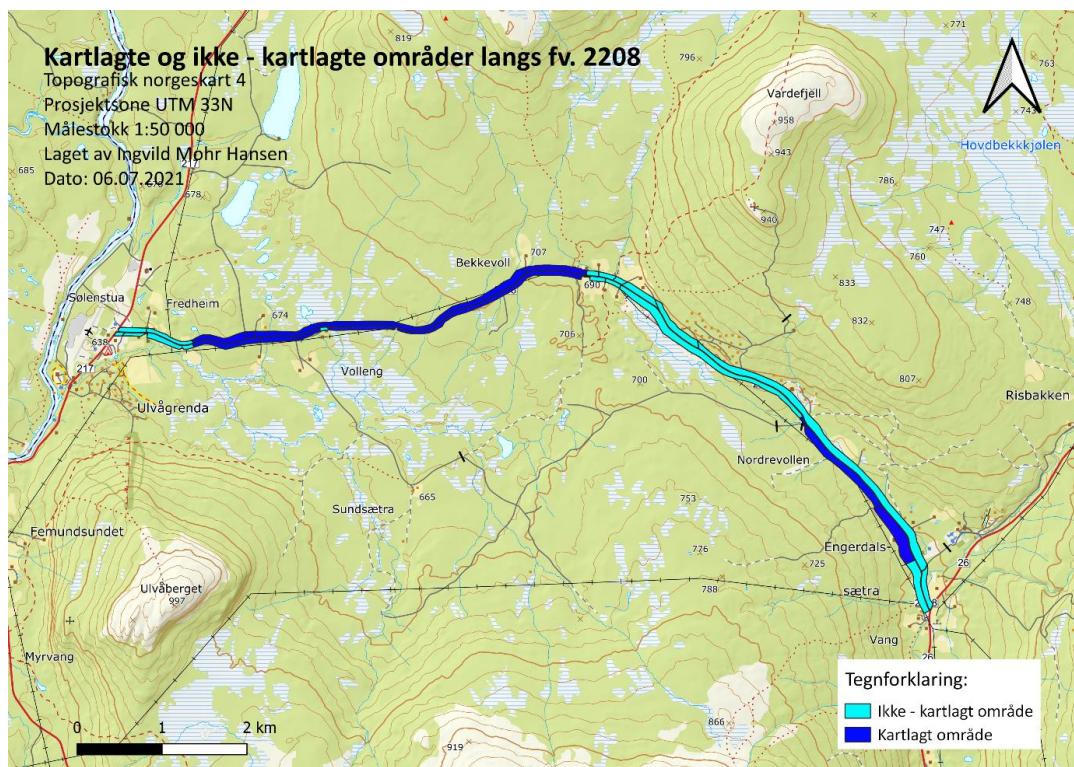 Kartlagte og ikke - kartlagte områder langs fv. 2208
Topografisk norgeskart 4
Prosjektsone UTM 33N
Målestokk 1:50 000
Laget av Ingvild Mohr Hansen
Dato: 06.07.2021
819
796
771
763
743
Vardefjell
958
943
940
Hovdbekkkjølen
786
747
760
748
685
217
678
Bekkevoll
707
690
Sølenstua
Fredheim
674
638
217
706
833
832
807
Volleng
700
Risbakken
Ulvågrenda
Nordrevollen
665
Sundsætra
753
Femundsundet
776
725
Engerdals-
sætra
26
788
Ulvåberget
997
Vang
26
Myrvang
866
919
0 1 2 km
Tegnforklaring:
Ikke - kartlagt område
Kartlagt område